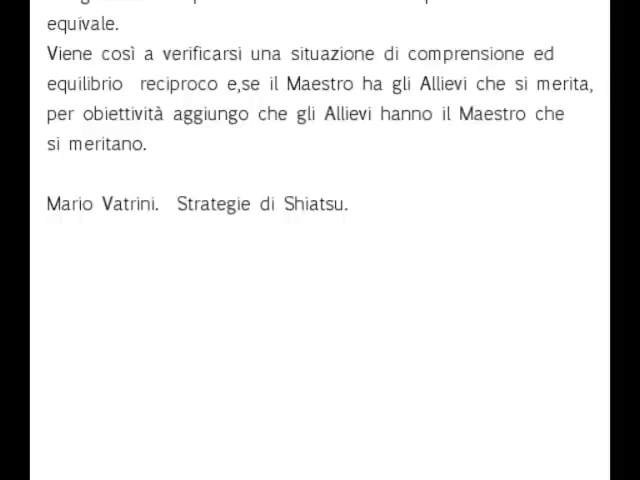 equivale.
Viene così a verificarsi una situazione di comprensione ed
equilibrio reciproco e,se il Maestro ha gli Allievi che si merita,
per obiettività aggiungo che gli Allievi hanno il Maestro che
si meritano.
Mario Vatrini. Strategie di Shiatsu.